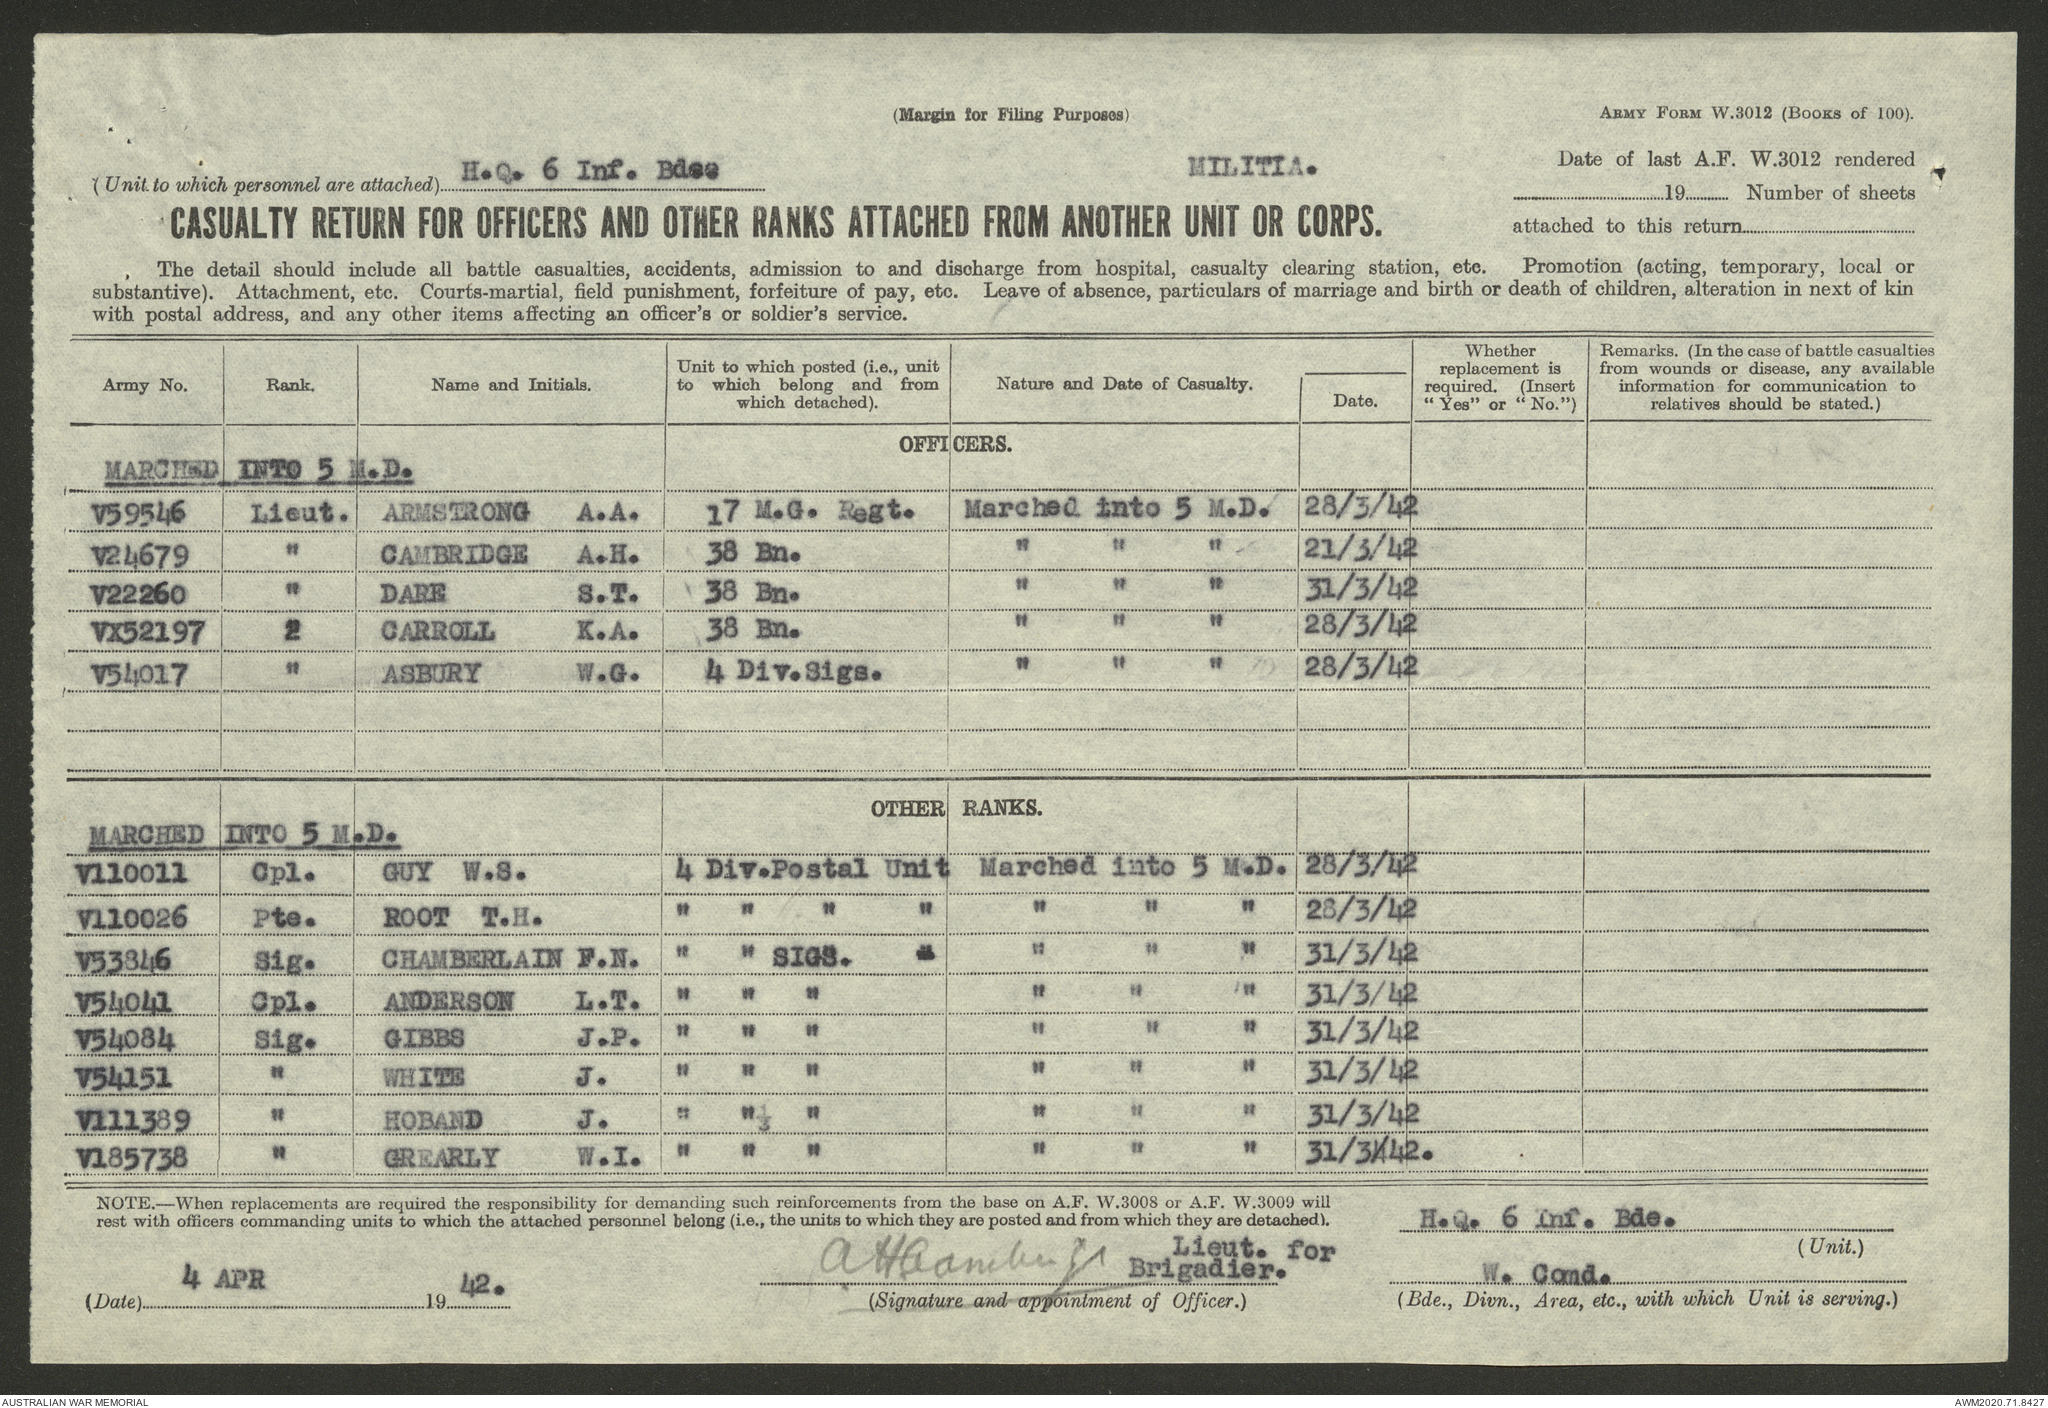 (Margin for Filing Purposes)
ARMY FORM W.3012 (BOOKS of 100).
(Unit to which personnel are attached) H.Q. 6 Inf. Bde.
MILITIA.
Date of last A.F. W.3012 rendered
19 Number of sheets
attached to this return
CASUALTY RETURN FOR OFFICERS AND OTHER RANKS ATTACHED FROM ANOTHER UNIT OR CORPS.
The detail should include all battle casualties, accidents, admission to and discharge from hospital, casualty clearing station, etc. Promotion (acting, temporary, local or
substantive). Attachment, etc. Courts-martial, field punishment, forfeiture of pay, etc. Leave of absence, particulars of marriage and birth or death of children, alteration in next of kin
with postal address, and any other items affecting an officer's or soldier's service.
Army No.
Rank.
Name and Initials.
Unit to which posted (i.e., unit
to which belong and from
which detached).
Nature and Date of Casualty.
Date.
Whether
replacement is
required. (Insert
"Yes" or "No.")
Remarks. (In the case of battle casualties
from wounds or disease, any available
information for communication to
relatives should be stated.)
OFFICERS.
MARCHED INTO 5 M.D.
V59546 Lieut. ARMSTRONG A.A. 17 M.G. Regt. Marched into 5 M.D. 28/3/42
V24679 " CAMBRIDGE A.H. 38 Bn. " " " 21/3/42
V22260 " DARE S.T. 38 Bn. " " " 31/3/42
VX52197 2 CARROLL K.A. 38 Bn. " " " 28/3/42
V54017 " ASBURY W.G. 4 Div.Sigs. " " " 28/3/42
OTHER RANKS.
MARCHED INTO 5 M.D.
V110011 Cpl. GUY W.S. 4 Div.Postal Unit Marched into 5 M.D. 28/3/42
V110026 Pte. ROOT T.H. " " " " " " " 28/3/42
V53846 Sig. CHAMBERLAIN F.N. " " SIGS. " " " 31/3/42
V54041 Cpl. ANDERSON L.T. " " " " " " 31/3/42
V54084 Sig. GIBBS J.P. " " " " " " 31/3/42
V54151 " WHITE J. " " " " " " 31/3/42
V111389 " HOBAND J. " " " " " " 31/3/42
V185738 " GREARLY W.I. " " " " " " 31/3/42.
NOTE.—When replacements are required the responsibility for demanding such reinforcements from the base on A.F. W.3008 or A.F. W.3009 will
rest with officers commanding units to which the attached personnel belong (i.e., the units to which they are posted and from which they are detached).
H.Q. 6 Inf. Bde.
(Unit.)
AHCambridge Lieut. for
Brigadier.
4 APR 42.
(Date) 19
(Signature and appointment of Officer.)
W. Comd.
(Bde., Divn., Area, etc., with which Unit is serving.)
AUSTRALIAN WAR MEMORIAL
AWM2020.71.8427